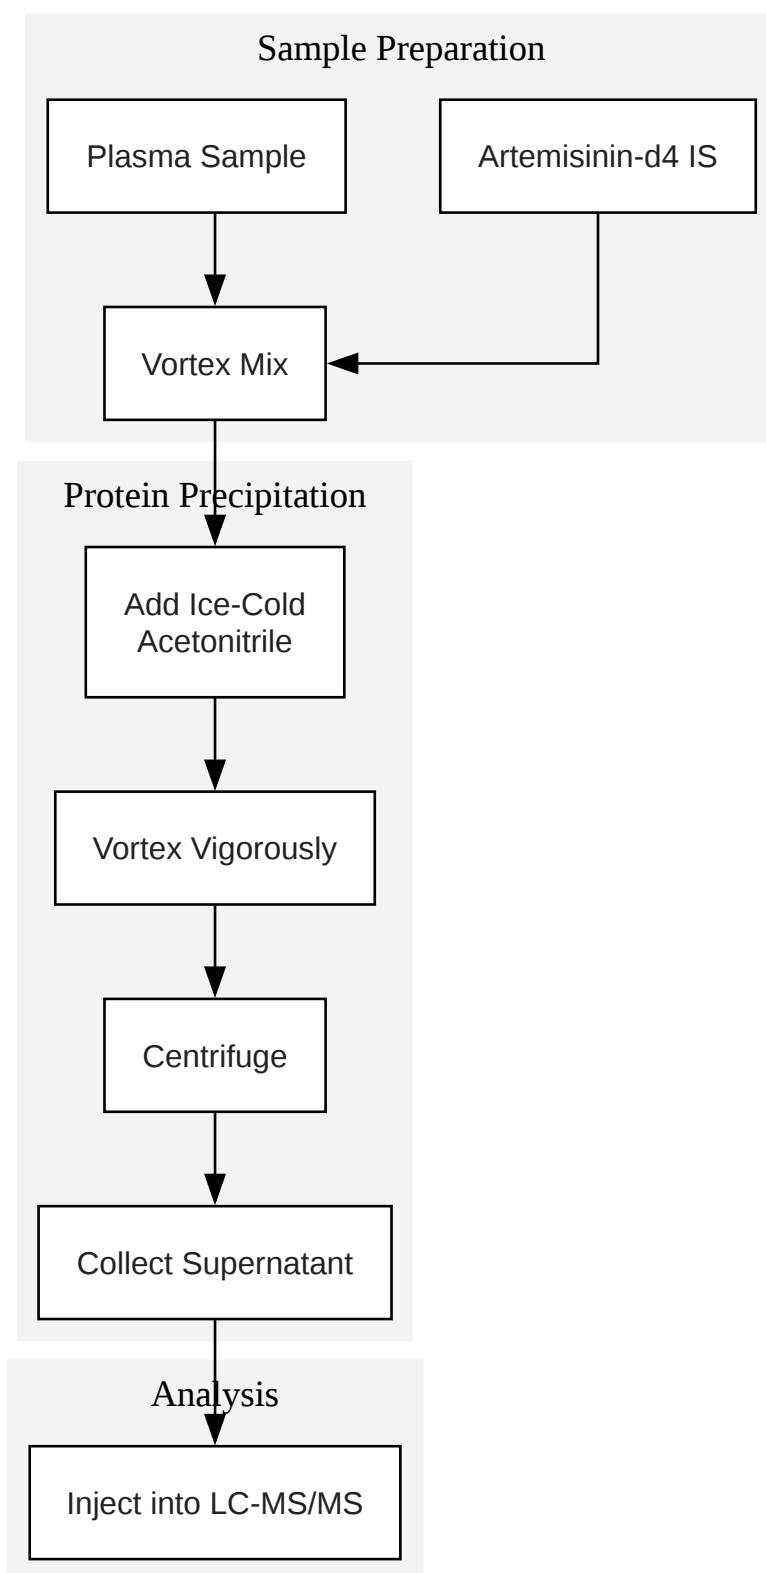 Sample Preparation
Plasma Sample
Artemisinin-d4 IS
Vortex Mix
Protein Precipitation
Add Ice-Cold
Acetonitrile
Vortex Vigorously
Centrifuge
Collect Supernatant
Analysis
Inject into LC-MS/MS